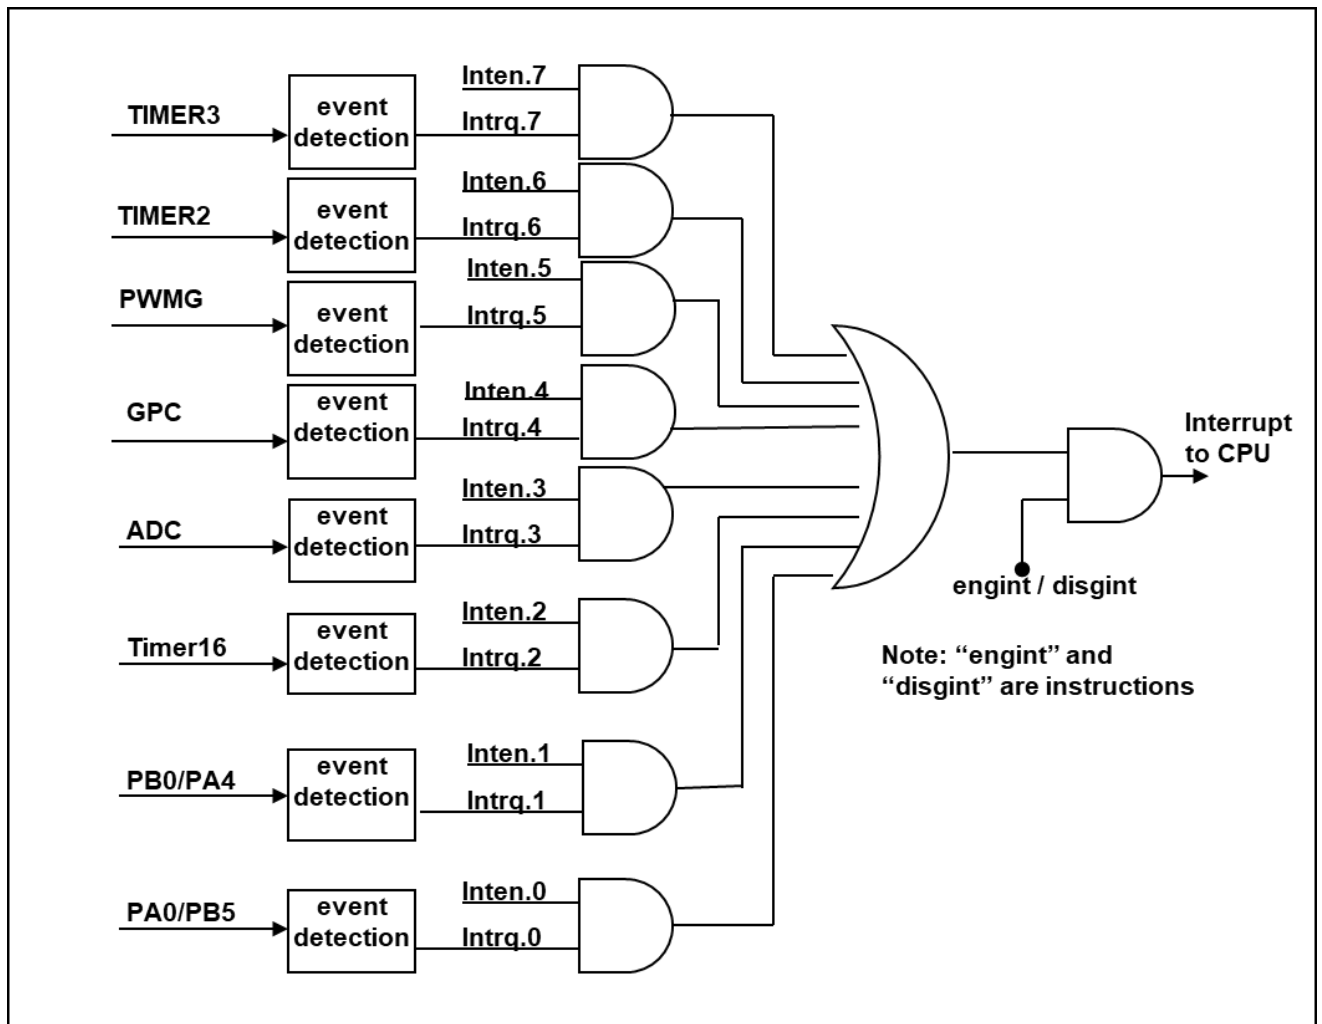 Inten.7
TIMER3
event
detection
Intrq.7
Inten.6
TIMER2
event
detection
Intrq.6
Inten.5
PWMG
event
detection
Intrq.5
Inten.4
GPC
event
detection
Intrq.4
Inten.3
ADC
event
detection
Intrq.3
Inten.2
Timer16
event
detection
Intrq.2
Inten.1
PB0/PA4
event
detection
Intrq.1
Inten.0
PA0/PB5
event
detection
Intrq.0
Interrupt
to CPU
engint / disgint
Note: “engint” and
“disgint” are instructions